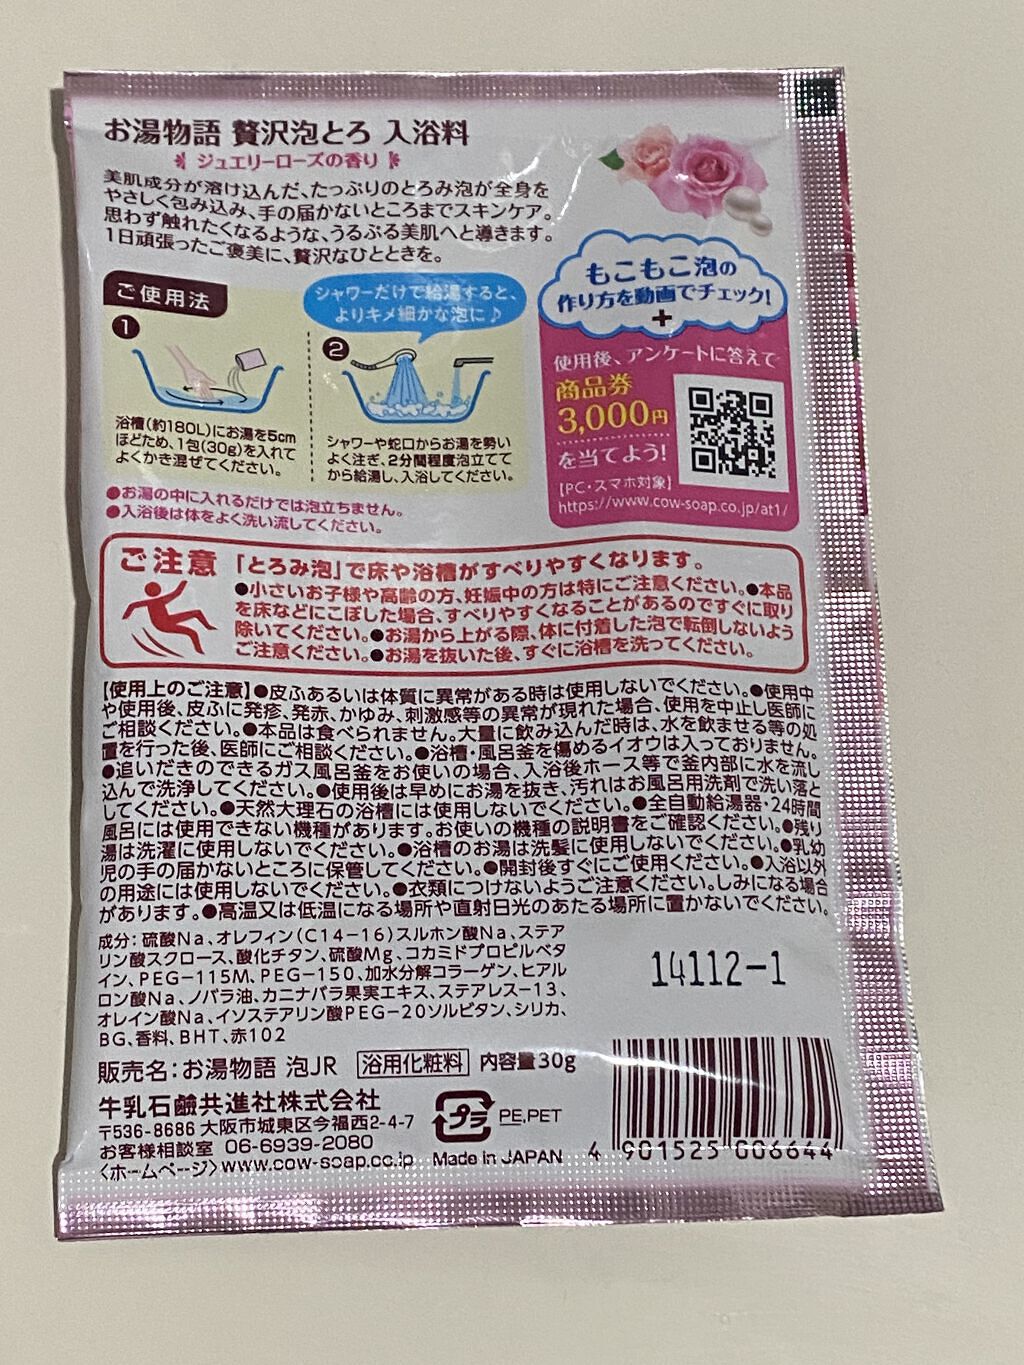 お湯物語 贅沢泡とろ 入浴料
ジュエリーローズの香り
美肌成分が溶け込んだ、たっぷりのとろみ泡が全身を
やさしく包み込み、手の届かないところまでスキンケア。
思わず触れたくなるような、うるぷる美肌へと導きます。
1日頑張ったご褒美に、贅沢なひとときを。
ご使用法
シャワーだけで給湯すると、
よりキメ細かな泡に♪
1
浴槽(約180L)にお湯を5cm
ほどため、1包(30g)を入れて
よくかき混ぜてください。
2
シャワーや蛇口からお湯を勢い
よく注ぎ、2分間程度泡立てて
から給湯し、入浴してください。
●お湯の中に入れるだけでは泡立ちません。
●入浴後は体をよく洗い流してください。
もこもこ泡の
作り方を動画でチェック!
+
使用後、アンケートに答えて
商品券
3,000円
を当てよう!
【PC・スマホ対象】
https://www.cow-soap.co.jp/at1/
ご注意 「とろみ泡」で床や浴槽がすべりやすくなります。
●小さいお子様や高齢の方、妊娠中の方は特にご注意ください。●本品
を床などにこぼした場合、すべりやすくなることがあるのですぐに取り
除いてください。●お湯から上がる際、体に付着した泡で転倒しないよう
ご注意ください。●お湯を抜いた後、すぐに浴槽を洗ってください。
【使用上のご注意】●皮ふあるいは体質に異常がある時は使用しないでください。●使用中
や使用後、皮ふに発疹、発赤、かゆみ、刺激感等の異常が現れた場合、使用を中止し医師に
ご相談ください。●本品は食べられません。大量に飲み込んだ時は、水を飲ませる等の処
置を行った後、医師にご相談ください。●浴槽・風呂釜を傷めるイオウは入っておりません。
●追いだきのできるガス風呂釜をお使いの場合、入浴後ホース等で釜内部に水を流し
込んで洗浄してください。●使用後は早めにお湯を抜き、汚れはお風呂用洗剤で洗い落と
してください。●天然大理石の浴槽には使用しないでください。●全自動給湯器・24時間
風呂には使用できない機種があります。お使いの機種の説明書をご確認ください。●残り
湯は洗濯に使用しないでください。●浴槽のお湯は洗髪に使用しないでください。●乳幼
児の手の届かないところに保管してください。●開封後すぐにご使用ください。●入浴以外
の用途には使用しないでください。●衣類につけないようご注意ください。しみになる場合
があります。●高温又は低温になる場所や直射日光のあたる場所に置かないでください。
成分:硫酸Na、オレフィン(C14-16)スルホン酸Na、ステア
リン酸スクロース、酸化チタン、硫酸Mg、コカミドプロピルベタ
イン、PEG-115M、PEG-150、加水分解コラーゲン、ヒアル
ロン酸Na、ノバラ油、カニナバラ果実エキス、ステアレス-13、
オレイン酸Na、イソステアリン酸PEG-20ソルビタン、シリカ、
BG、香料、BHT、赤102
14112-1
販売名:お湯物語 泡JR 浴用化粧料 内容量30g
牛乳石鹼共進社株式会社
〒536-8686 大阪市城東区今福西2-4-7
お客様相談室 06-6939-2080
〈ホームページ〉www.cow-soap.co.jp
プラ PE,PET
Made in JAPAN
4 901525 006644